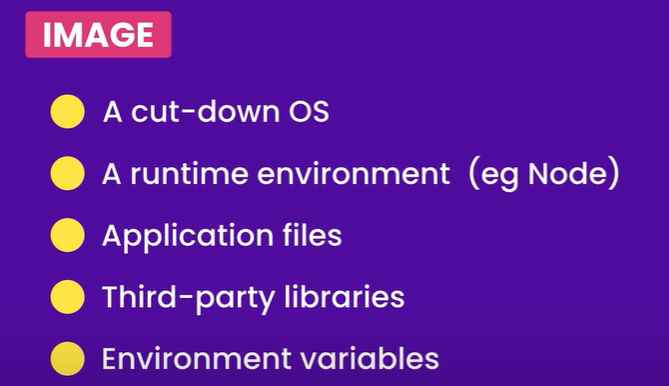 IMAGE
A cut-down OS
A runtime environment (eg Node)
Application files
Third-party libraries
Environment variables